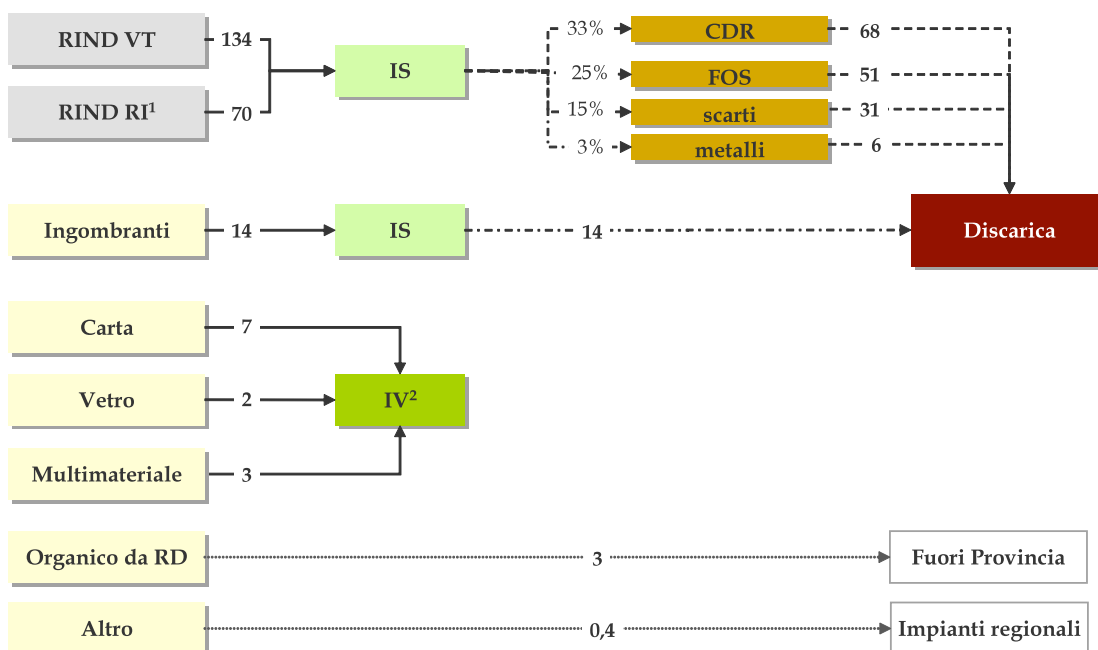 RIND VT 134 IS 33% CDR 68
25% FOS 51
RIND RI¹ 70 15% scarti 31
3% metalli 6
Ingombranti 14 IS 14 Discarica
Carta 7
Vetro 2 IV²
Multimateriale 3
Organico da RD 3 Fuori Provincia
Altro 0,4 Impianti regionali